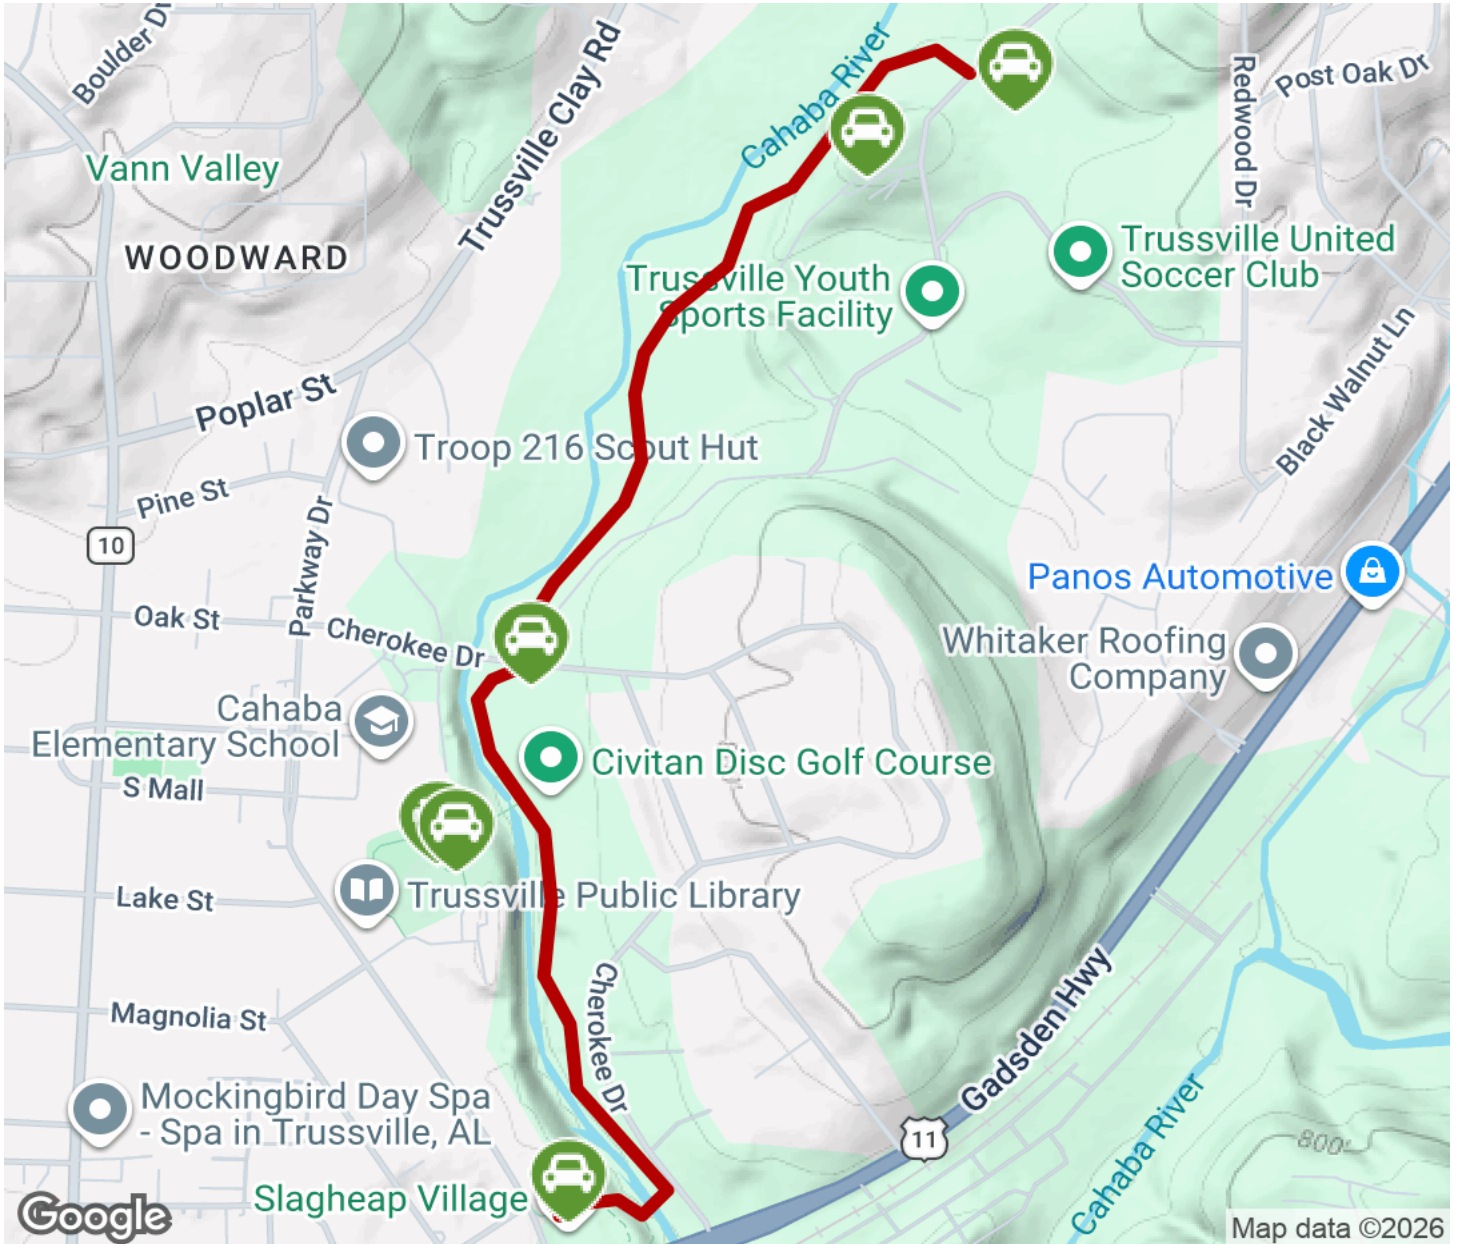 Boulder Dr
Trussville Clay Rd
Cahaba River
Redwood Dr
Post Oak Dr
Vann Valley
WOODWARD
Trussville United
Soccer Club
Trussville Youth
Sports Facility
Black Walnut Ln
Poplar St
Troop 216 Scout Hut
Pine St
Parkway Dr
10
Panos Automotive
Oak St
Cherokee Dr
Whitaker Roofing
Company
Cahaba
Elementary School
Civitan Disc Golf Course
S Mall
Lake St
Trussville Public Library
Cherokee Dr
Gadsden Hwy
Magnolia St
Mockingbird Day Spa
- Spa in Trussville, AL
11
800'
Cahaba River
Slagheap Village
Google
Map data ©2026